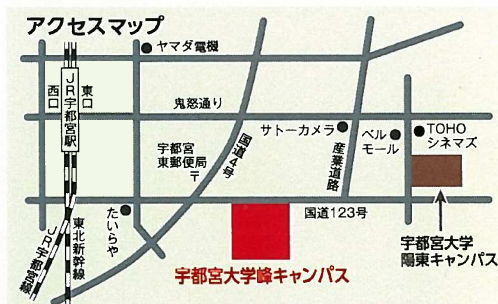 アクセスマップ
ヤマダ電機
西口
JR宇都宮駅
東口
鬼怒通り
国道4号
宇都宮
東郵便局
〒
サトーカメラ
産業道路
ベル
モール
TOHO
シネマズ
たいらや
国道123号
東北新幹線
JR宇都宮線
宇都宮大学
陽東キャンパス
宇都宮大学峰キャンパス